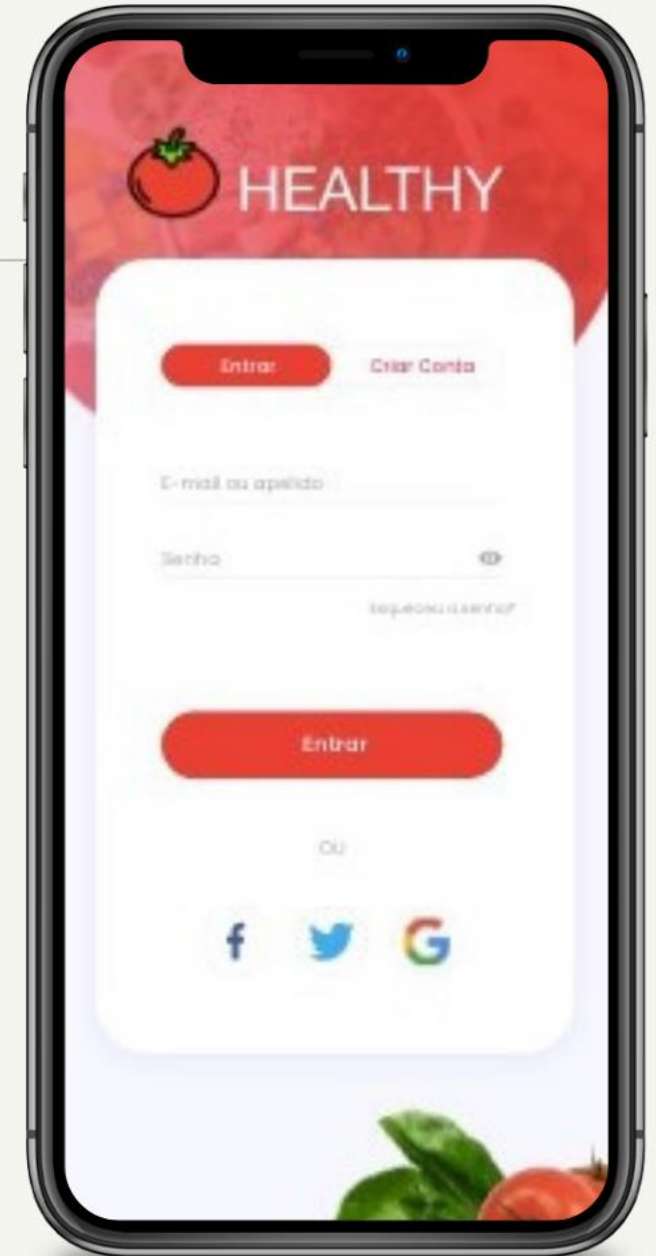 HEALTHY
Entrar Criar Conta
E-mail ou apelido
Senha
Esqueceu a senha?
Entrar
OU